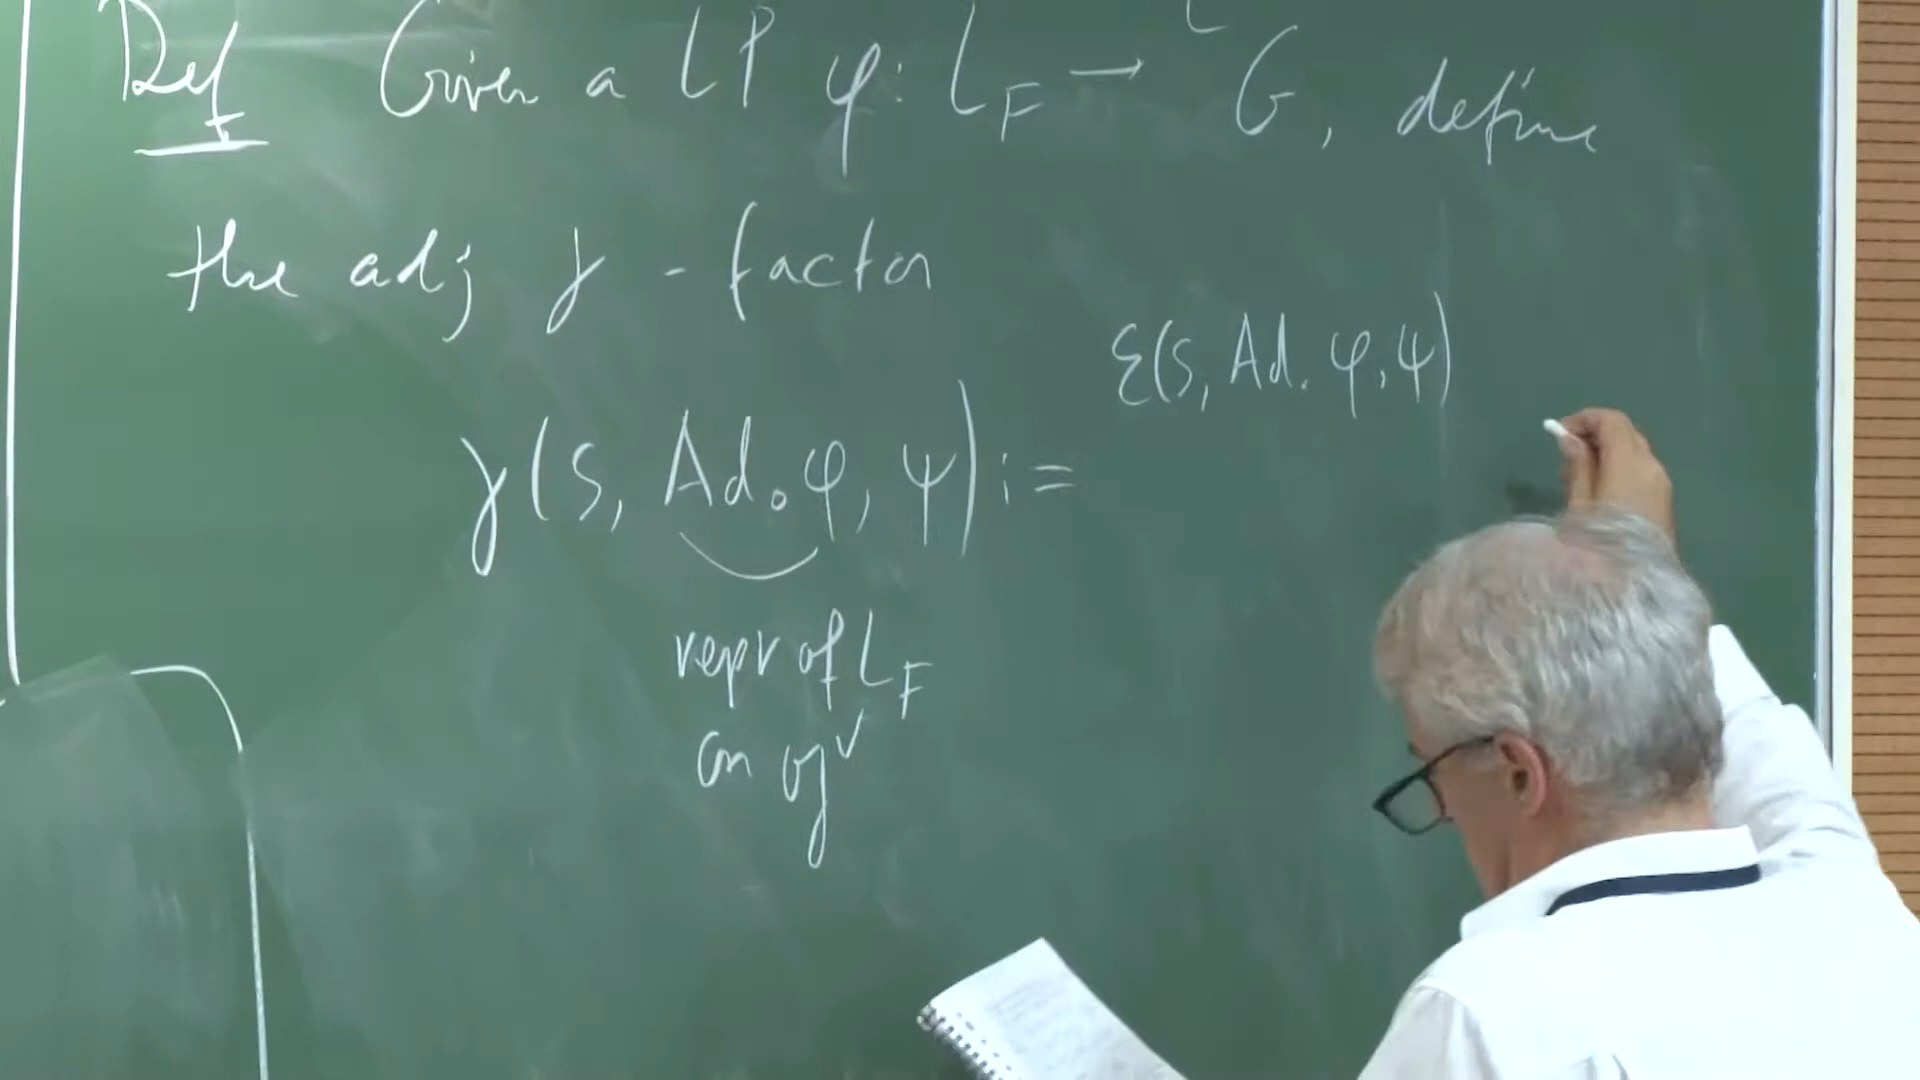 Def Given a LP φ: L_F → ^L G, define
the adj γ-factor
ε(s, Ad∘φ, ψ)
γ(s, Ad∘φ, ψ) :=
repr of L_F
on 𝔤^∨